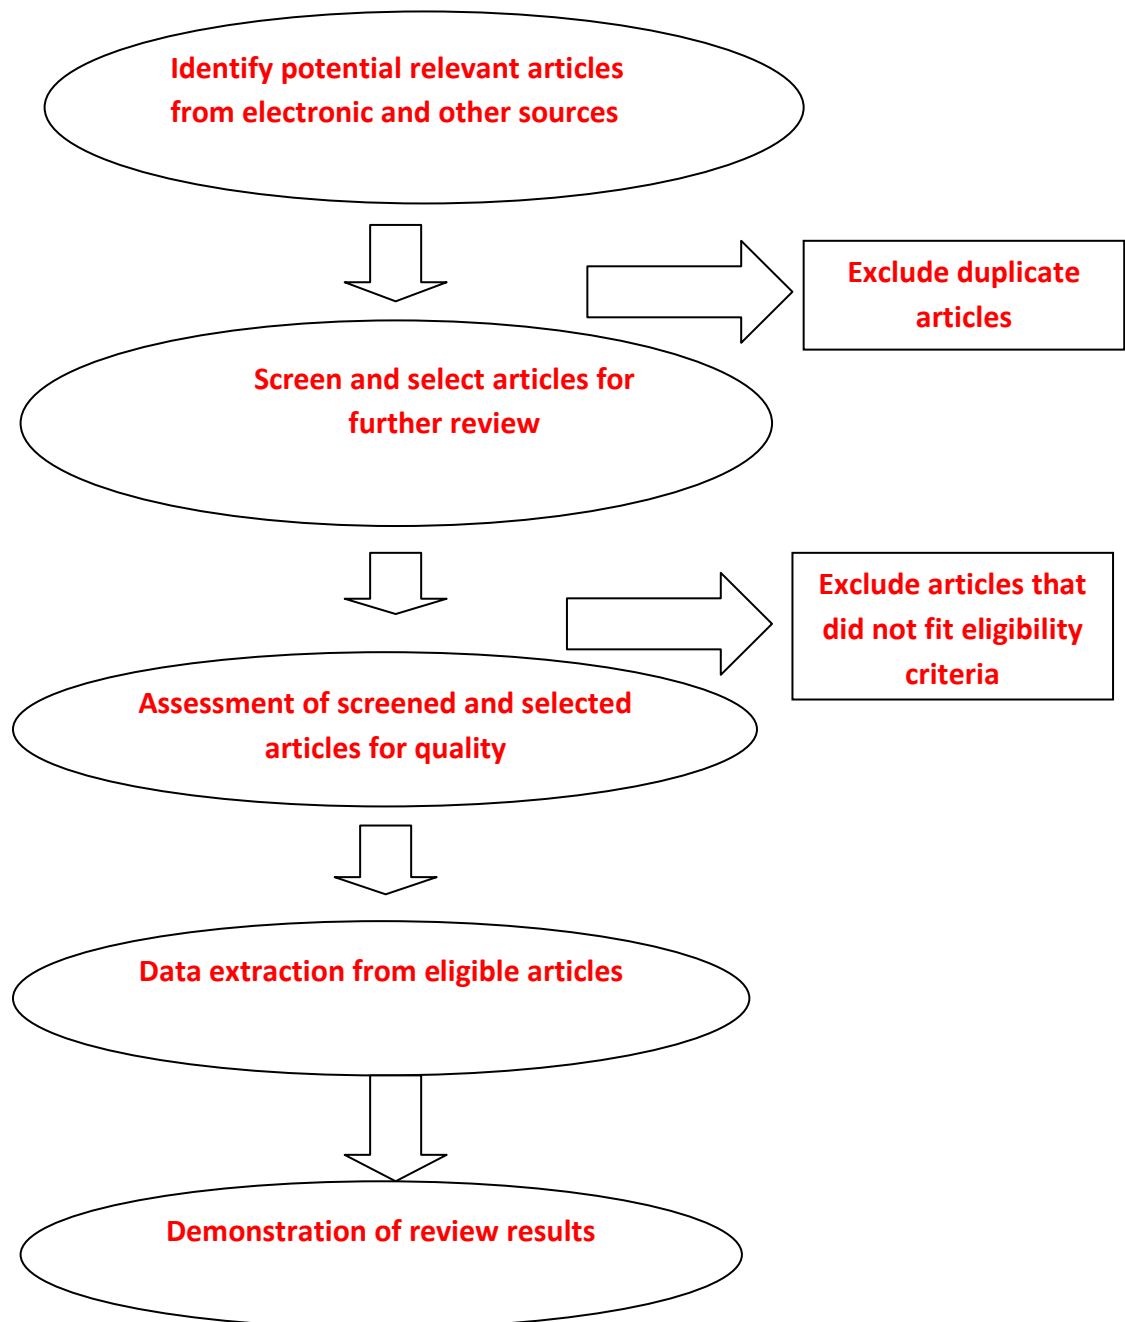 Identify potential relevant articles
from electronic and other sources
Exclude duplicate
articles
Screen and select articles for
further review
Exclude articles that
did not fit eligibility
criteria
Assessment of screened and selected
articles for quality
Data extraction from eligible articles
Demonstration of review results